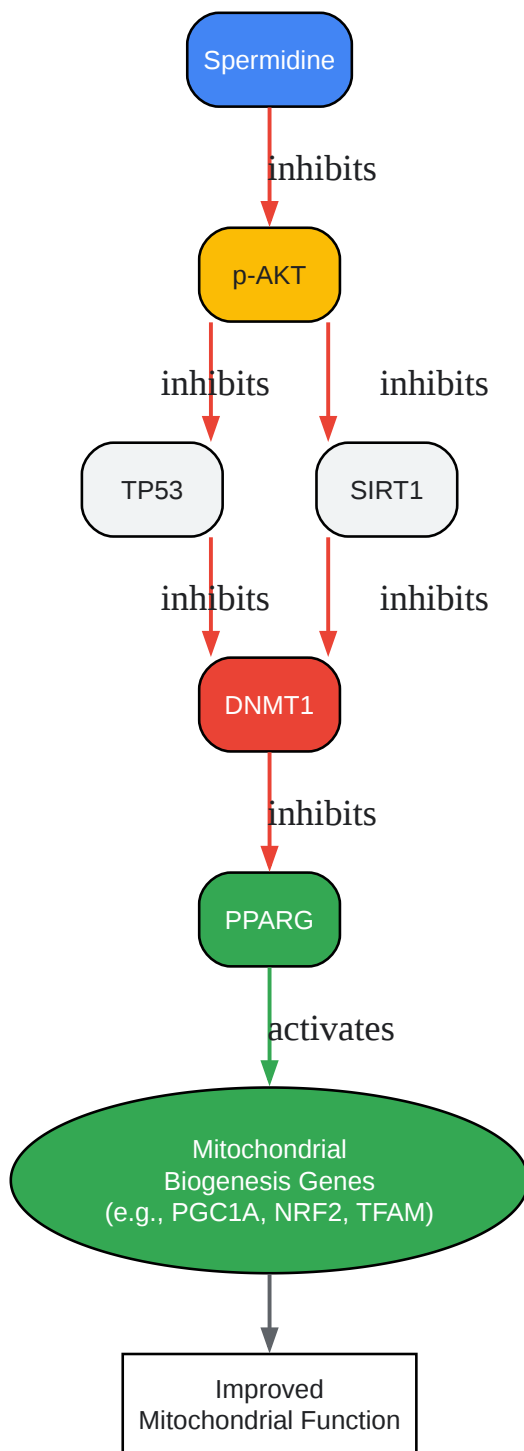 Spermidine
inhibits
p-AKT
inhibits
inhibits
TP53
SIRT1
inhibits
inhibits
DNMT1
inhibits
PPARG
activates
Mitochondrial
Biogenesis Genes
(e.g., PGC1A, NRF2, TFAM)
Improved
Mitochondrial Function